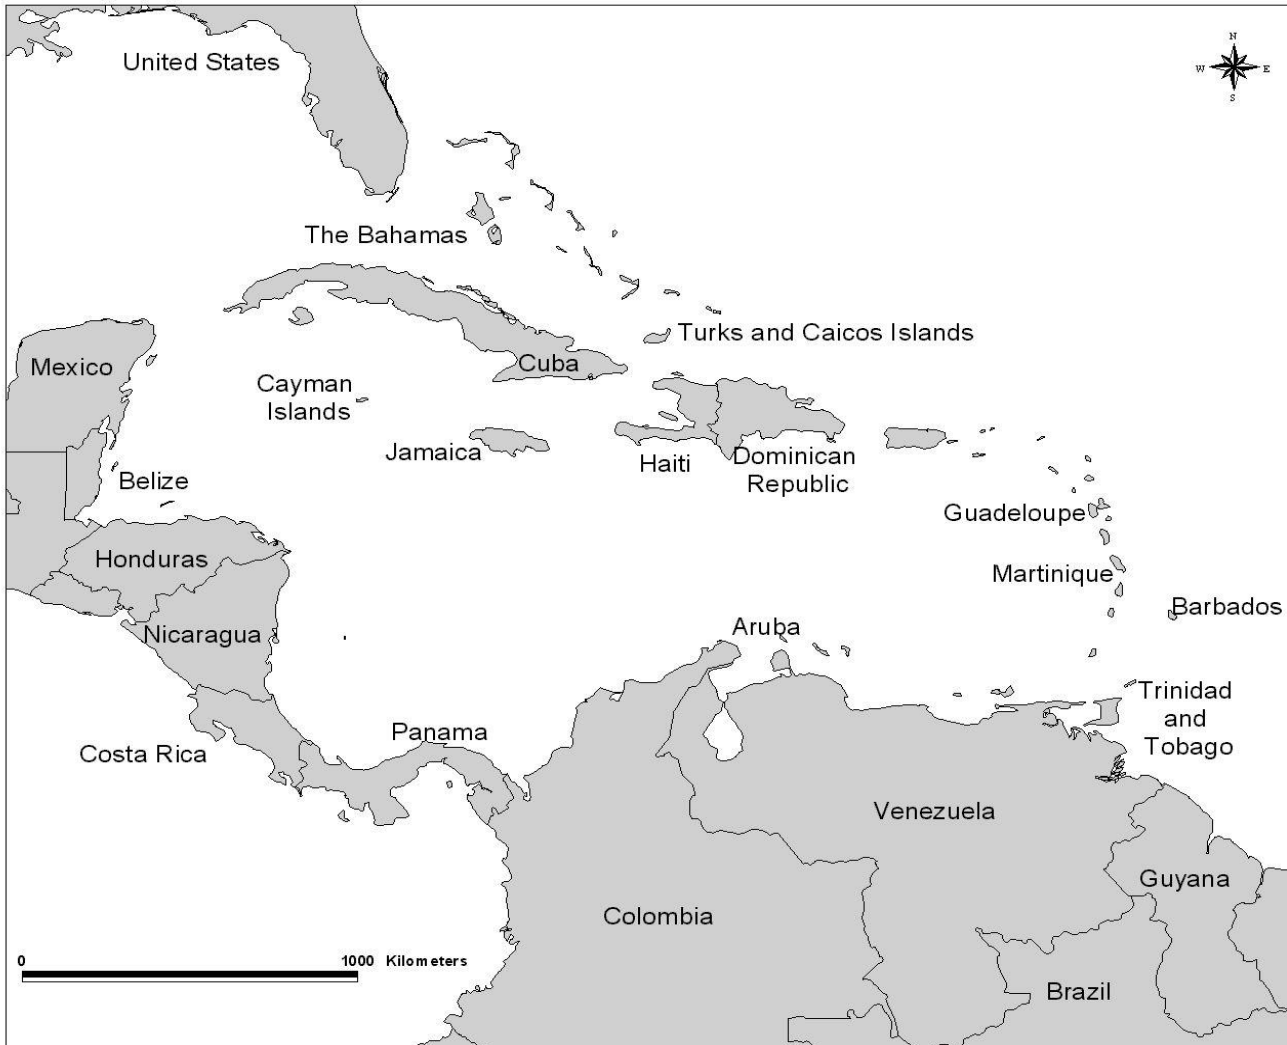 N
W E
S
United States
The Bahamas
Turks and Caicos Islands
Mexico
Cuba
Cayman
Islands
Jamaica
Haiti
Dominican
Republic
Belize
Guadeloupe
Honduras
Martinique
Barbados
Nicaragua
Aruba
Trinidad
and
Tobago
Panama
Costa Rica
Venezuela
Guyana
Colombia
0 1000 Kilometers
Brazil